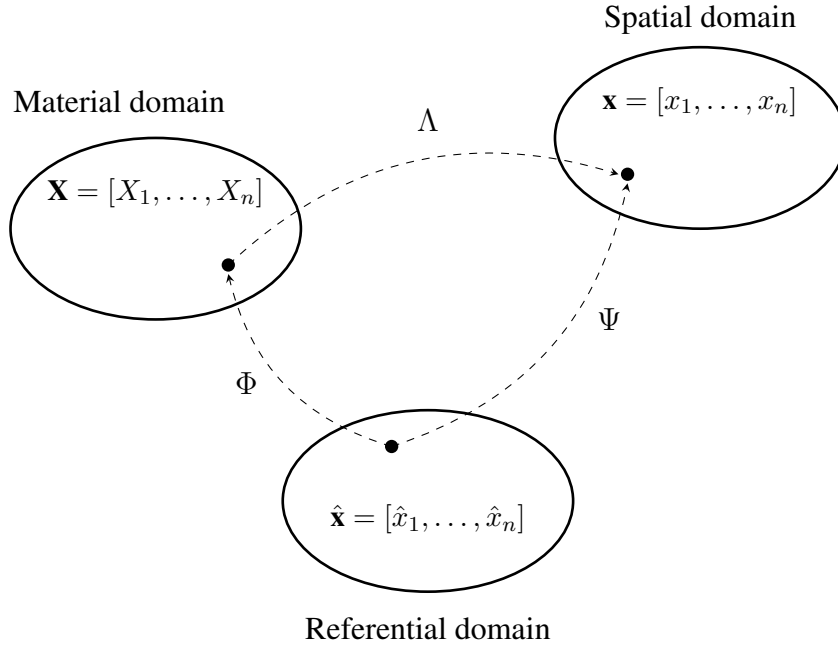 Spatial domain
𝐱 = [x₁, . . . , xₙ]
Material domain
Λ
𝐗 = [X₁, . . . , Xₙ]
Ψ
Φ
𝐱̂ = [x̂₁, . . . , x̂ₙ]
Referential domain